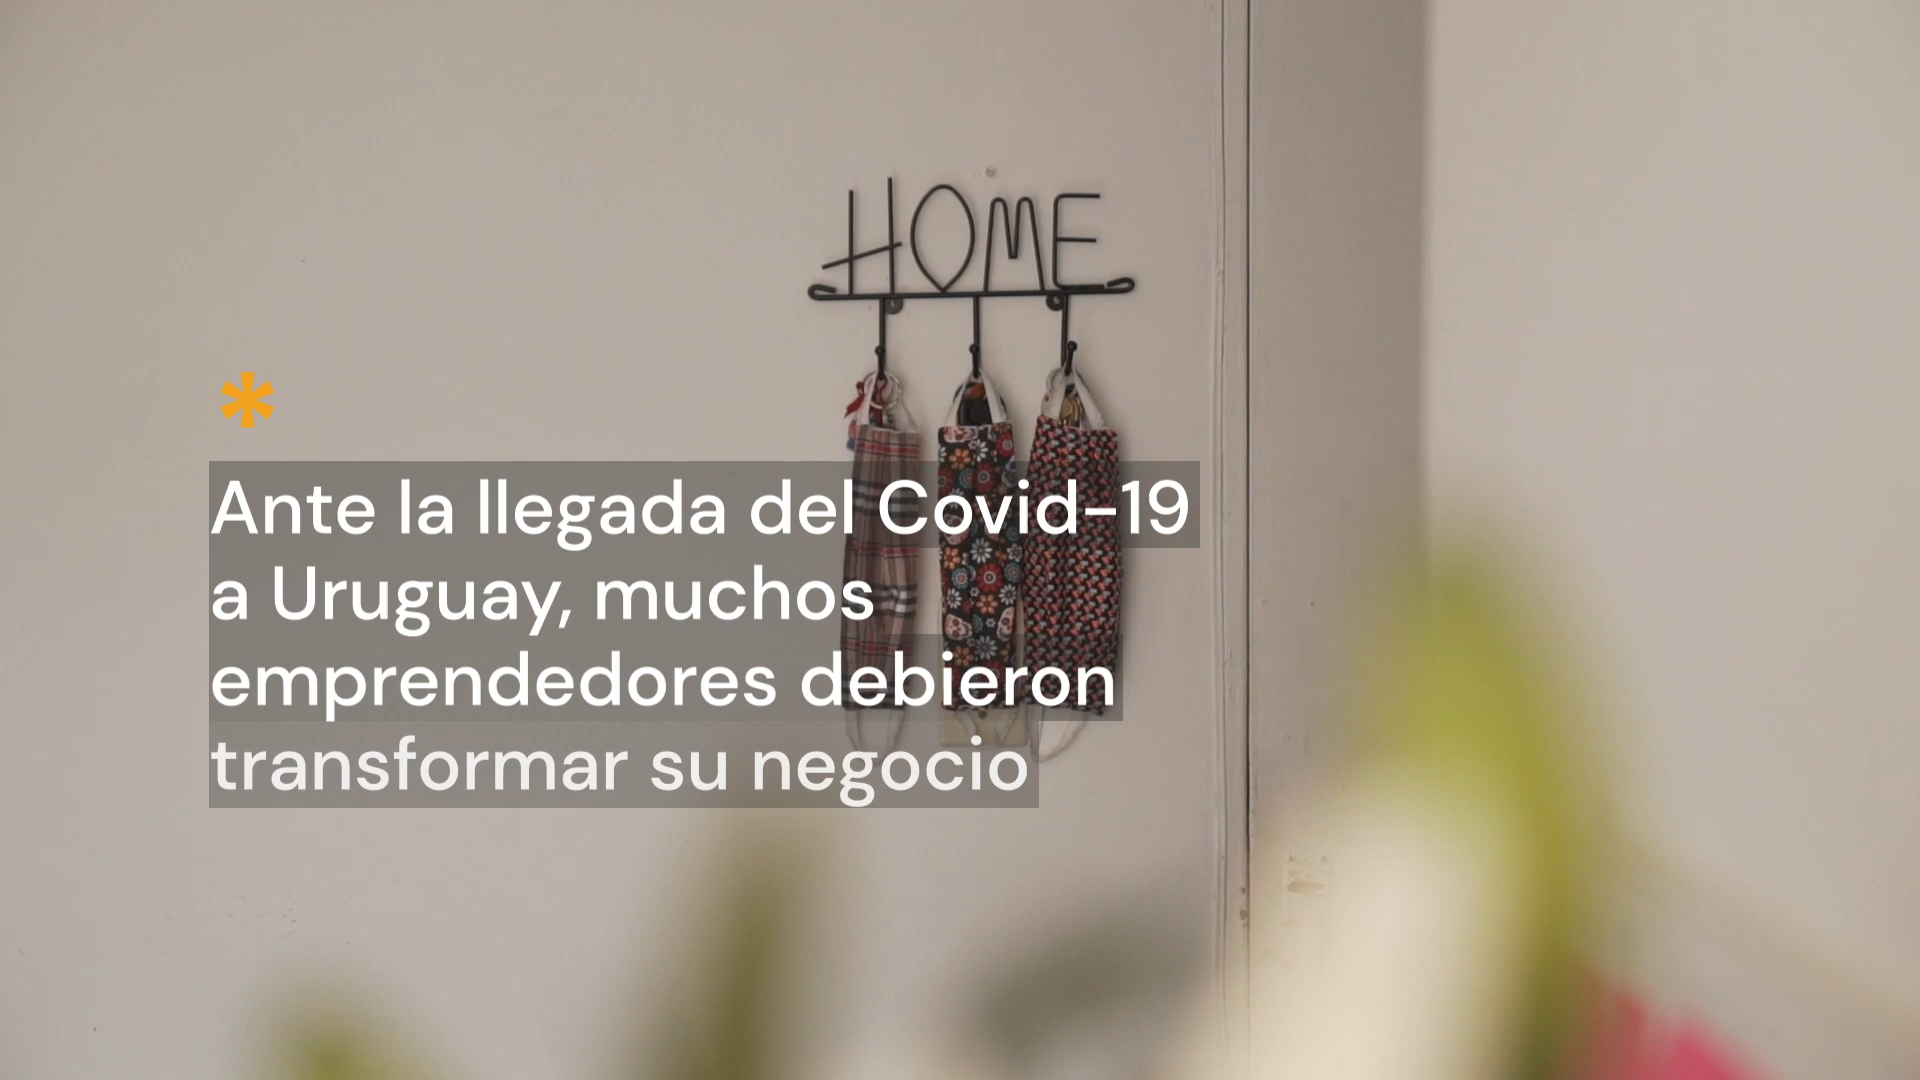 HOME
*
Ante la llegada del Covid-19
a Uruguay, muchos
emprendedores debieron
transformar su negocio